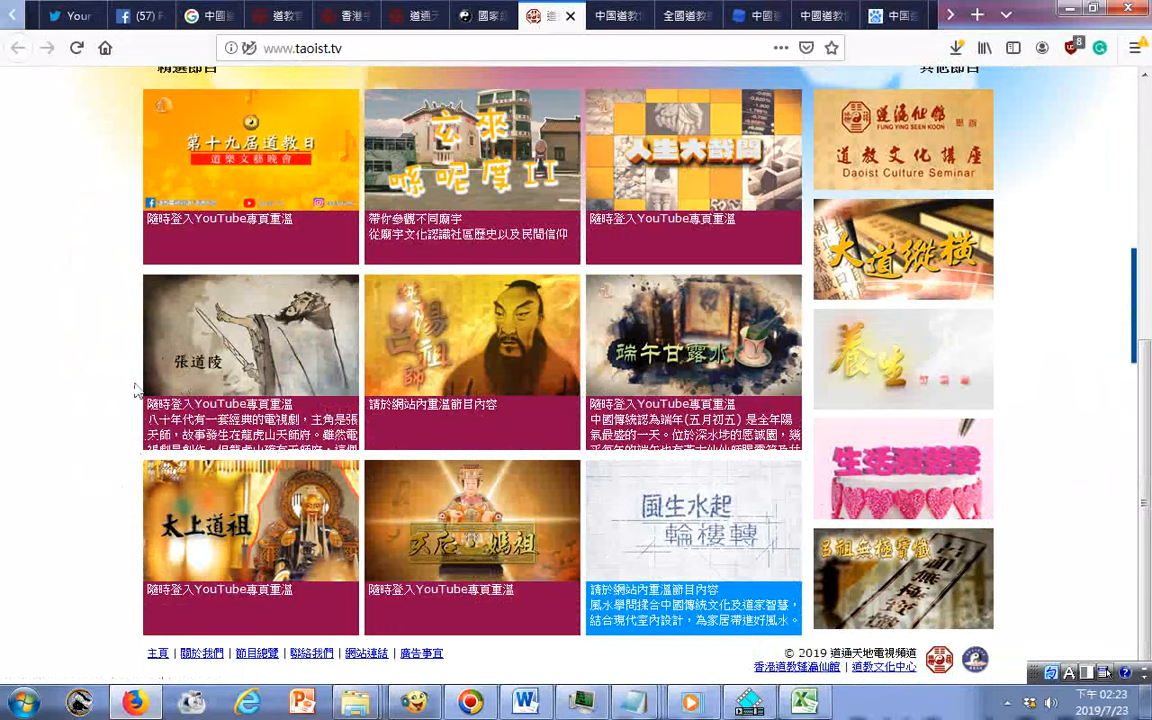 Your
(57)
中國
道教
香港
道通天
國家
中国道教
全國道教
中國
中国道教
中国道
www.taoist.tv
8
精選節目
其他節目
第十九屆道教日
道樂文藝晚會
隨時登入YouTube專頁重溫
玄來
喺呢度II
帶你參觀不同廟宇
從廟宇文化認識社區歷史以及民間信仰
人生大講問
隨時登入YouTube專頁重溫
蓬瀛仙館
FUNG YING SEEN KOON
道教文化講座
Daoist Culture Seminar
大道縱橫
張道陵
隨時登入YouTube專頁重溫
八十年代有一套經典的電視劇，主角是張
天師，故事發生在龍虎山天師府。雖然電
純陽
呂祖師
請於網站內重溫節目內容
端午甘露水
隨時登入YouTube專頁重溫
中國傳統認為端年(五月初五) 是全年陽
氣最盛的一天。位於深水埗的愿誠園，幾
養生
太上道祖
隨時登入YouTube專頁重溫
天后媽祖
隨時登入YouTube專頁重溫
風生水起
輪樓轉
請於網站內重溫節目內容
風水學問揉合中國傳統文化及道家智慧，
結合現代室內設計，為家居帶進好風水。
呂祖無極寶懺
呂祖無極寶懺
主頁 | 關於我們 | 節目總覽 | 聯絡我們 | 網站連結 | 廣告事宜
© 2019 道通天地電視頻道
香港道教蓬瀛仙館 | 道教文化中心
下午 02:23
2019/7/23